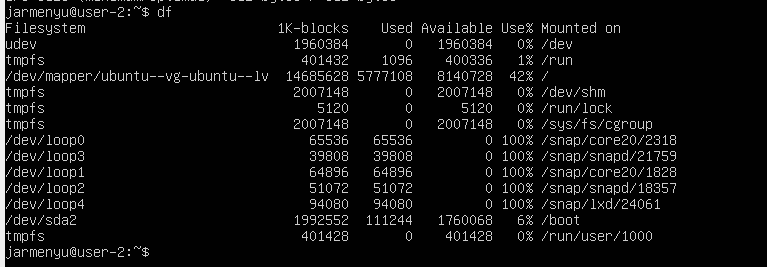 jarmenyu@user-2:~$ df
Filesystem                        1K-blocks    Used Available Use% Mounted on
udev                                1960384       0   1960384   0% /dev
tmpfs                                401432    1096    400336   1% /run
/dev/mapper/ubuntu--vg-ubuntu--lv  14685628 5777108   8140728  42% /
tmpfs                               2007148       0   2007148   0% /dev/shm
tmpfs                                  5120       0      5120   0% /run/lock
tmpfs                               2007148       0   2007148   0% /sys/fs/cgroup
/dev/loop0                            65536   65536         0 100% /snap/core20/2318
/dev/loop3                            39808   39808         0 100% /snap/snapd/21759
/dev/loop1                            64896   64896         0 100% /snap/core20/1828
/dev/loop2                            51072   51072         0 100% /snap/snapd/18357
/dev/loop4                            94080   94080         0 100% /snap/lxd/24061
/dev/sda2                           1992552  111244   1760068   6% /boot
tmpfs                                401428       0    401428   0% /run/user/1000
jarmenyu@user-2:~$